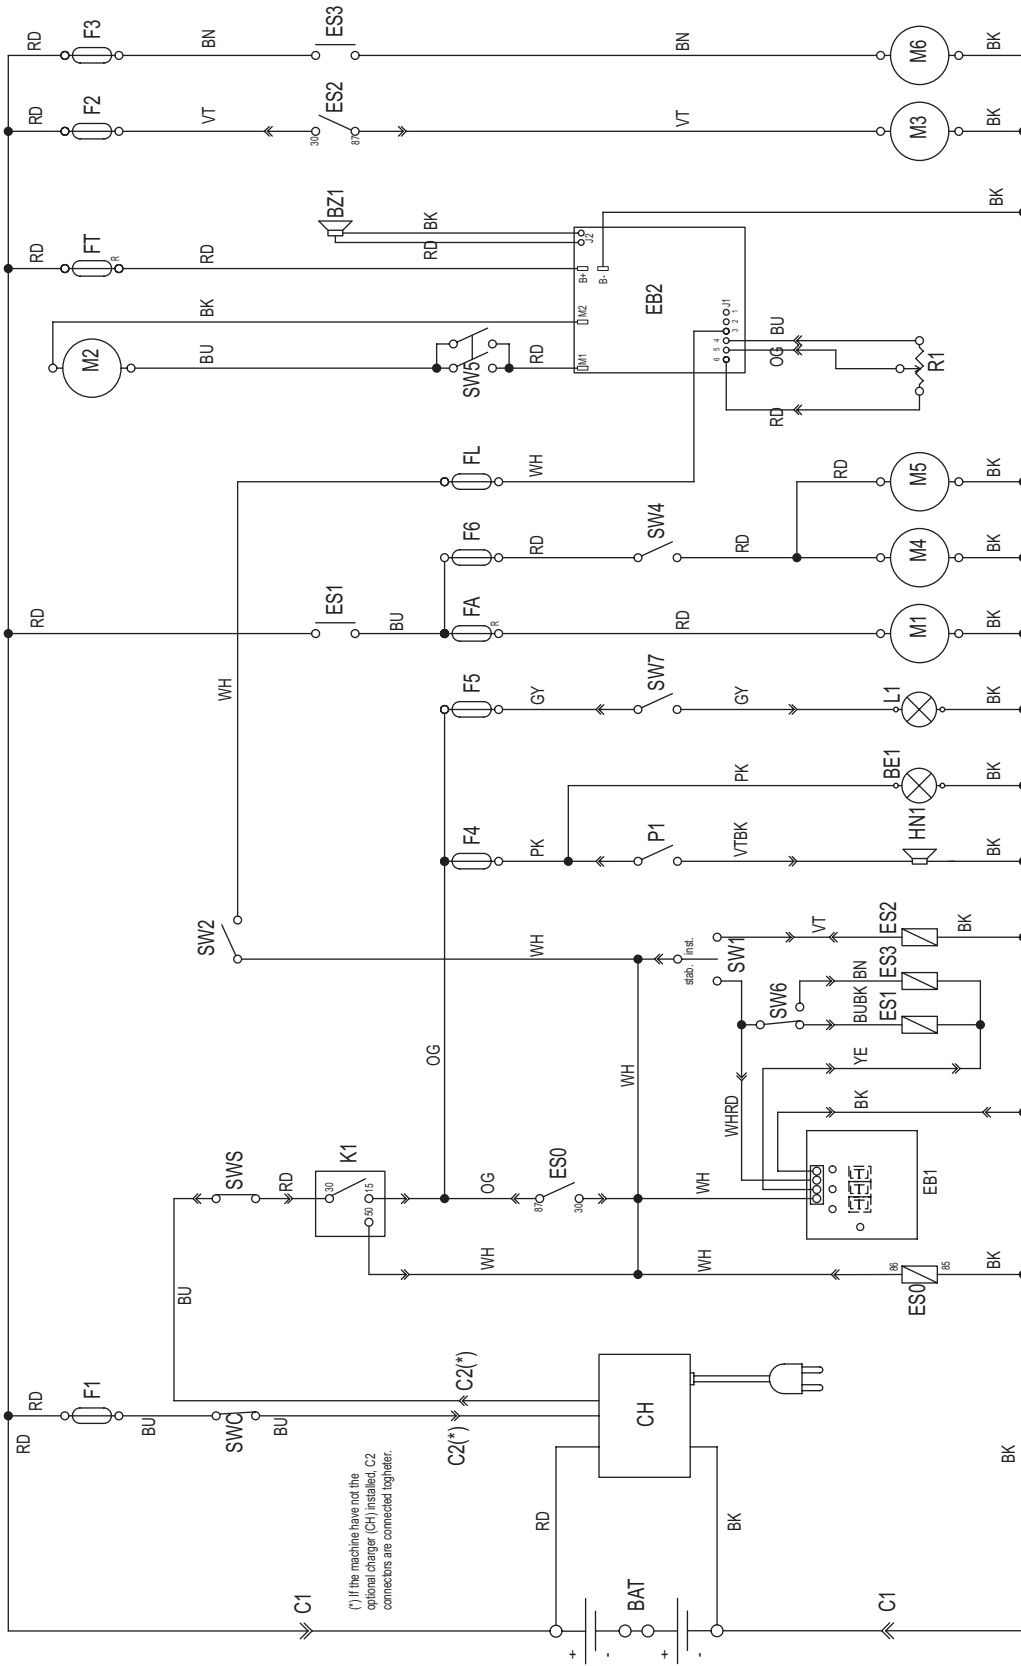 RD
RD
RD
RD
RD
RD
F1
M2
FT
F2
F3
R
BU
BU
SW2
BU
BK
RD
VT
BN
WH
SWC
SWS
BU
RD
C1
30
ES1
BZ1
30
ES2
ES3
K1
87
50
15
(*) If the machine have not the
optional charger (CH) installed, C2
connectors are connected togheter.
BU
RD
BK
OG
C2(*)
C2(*)
F4
F5
FA
F6
FL
SW5
R
WH
OG
PK
GY
RD
WH
RD
RD
87
ES0
30
M1
M2
B+
J2
B-
BAT
+
-
+
-
CH
WH
P1
SW7
SW4
EB2
RD
BK
WH
WH
stab.
inst.
SW1
WHRD
VTBK
PK
GY
RD
RD
BN
VT
6
5
4
3
2
1
J1
SW6
RD
OG
BU
YE
BK
BUBK
BN
VT
RD
C1
86
85
ES0
EB1
ES1
ES3
ES2
HN1
BE1
L1
M1
M4
M5
R1
M3
M6
BK
BK
BK
BK
BK
BK
BK
BK
BK
BK
BK
BK